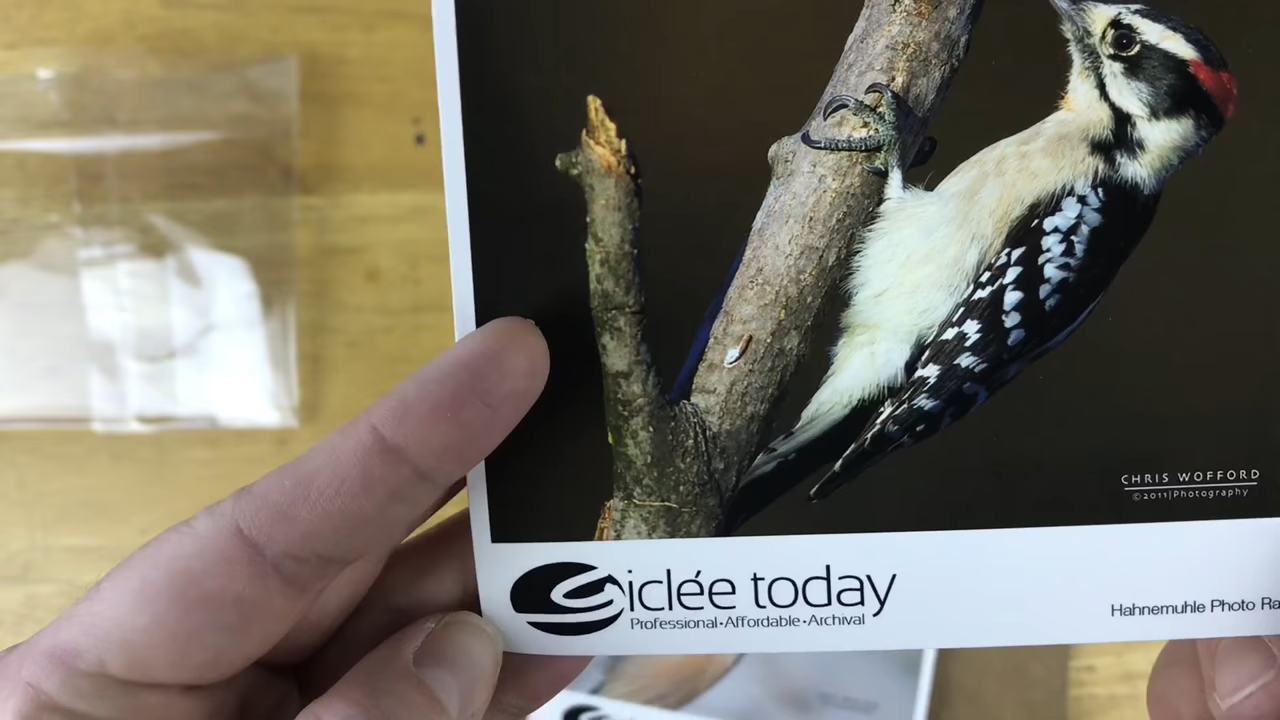 CHRIS WOFFORD
©2011|Photography
Giclée today
Professional•Affordable•Archival
Hahnemuhle Photo Ra